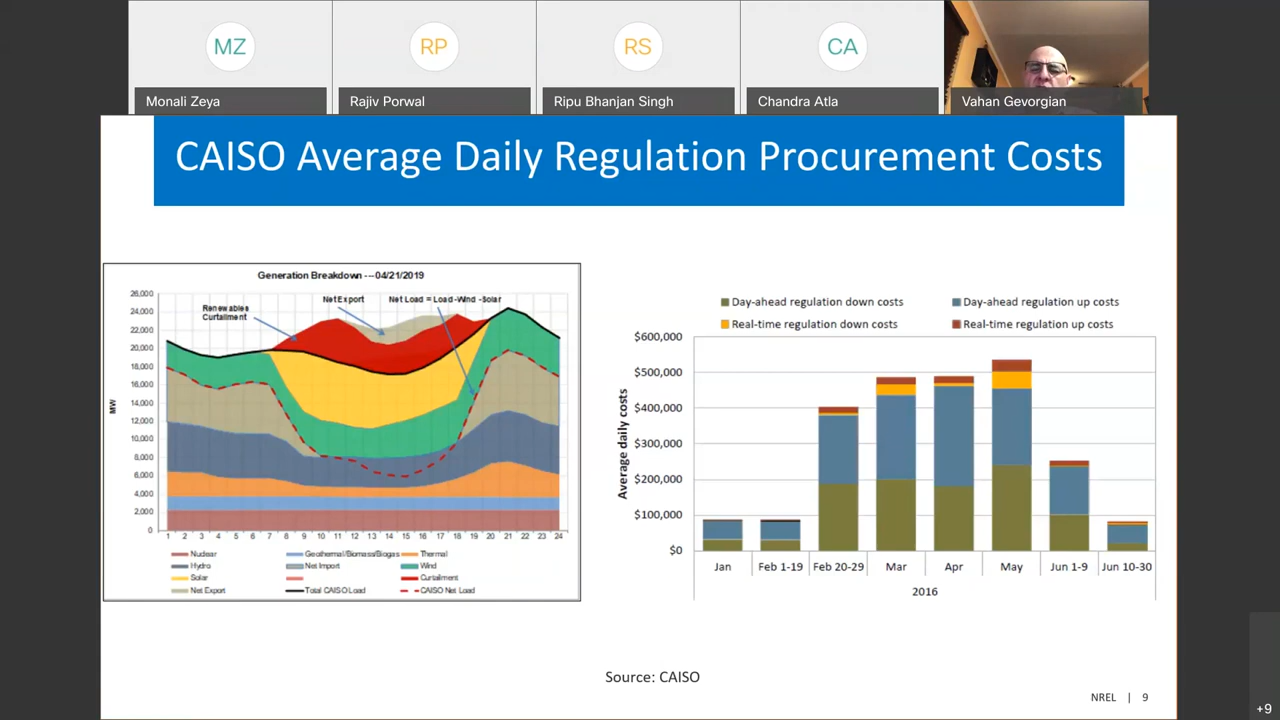 MZ
RP
RS
CA
Monali Zeya
Rajiv Porwal
Ripu Bhanjan Singh
Chandra Atla
Vahan Gevorgian
CAISO Average Daily Regulation Procurement Costs
Generation Breakdown ---04/21/2019
Renewables
Curtailment
Net Export
Net Load = Load -Wind -Solar
MW
26,000
24,000
22,000
20,000
18,000
16,000
14,000
12,000
10,000
8,000
6,000
4,000
2,000
0
1 2 3 4 5 6 7 8 9 10 11 12 13 14 15 16 17 18 19 20 21 22 23 24
Nuclear
Geothermal/Biomass/Biogas
Thermal
Hydro
Net Import
Wind
Solar
Curtailment
Net Export
Total CAISO Load
CAISO Net Load
Day-ahead regulation down costs
Day-ahead regulation up costs
Real-time regulation down costs
Real-time regulation up costs
Average daily costs
$600,000
$500,000
$400,000
$300,000
$200,000
$100,000
$0
Jan
Feb 1-19
Feb 20-29
Mar
Apr
May
Jun 1-9
Jun 10-30
2016
Source: CAISO
NREL | 9
+9